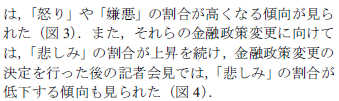 は，「怒り」や「嫌悪」の割合が高くなる傾向が見ら
れた（図 3）．また，それらの金融政策変更に向けて
は，「悲しみ」の割合が上昇を続け，金融政策変更の
決定を行った後の記者会見では，「悲しみ」の割合が
低下する傾向も見られた（図 4）．